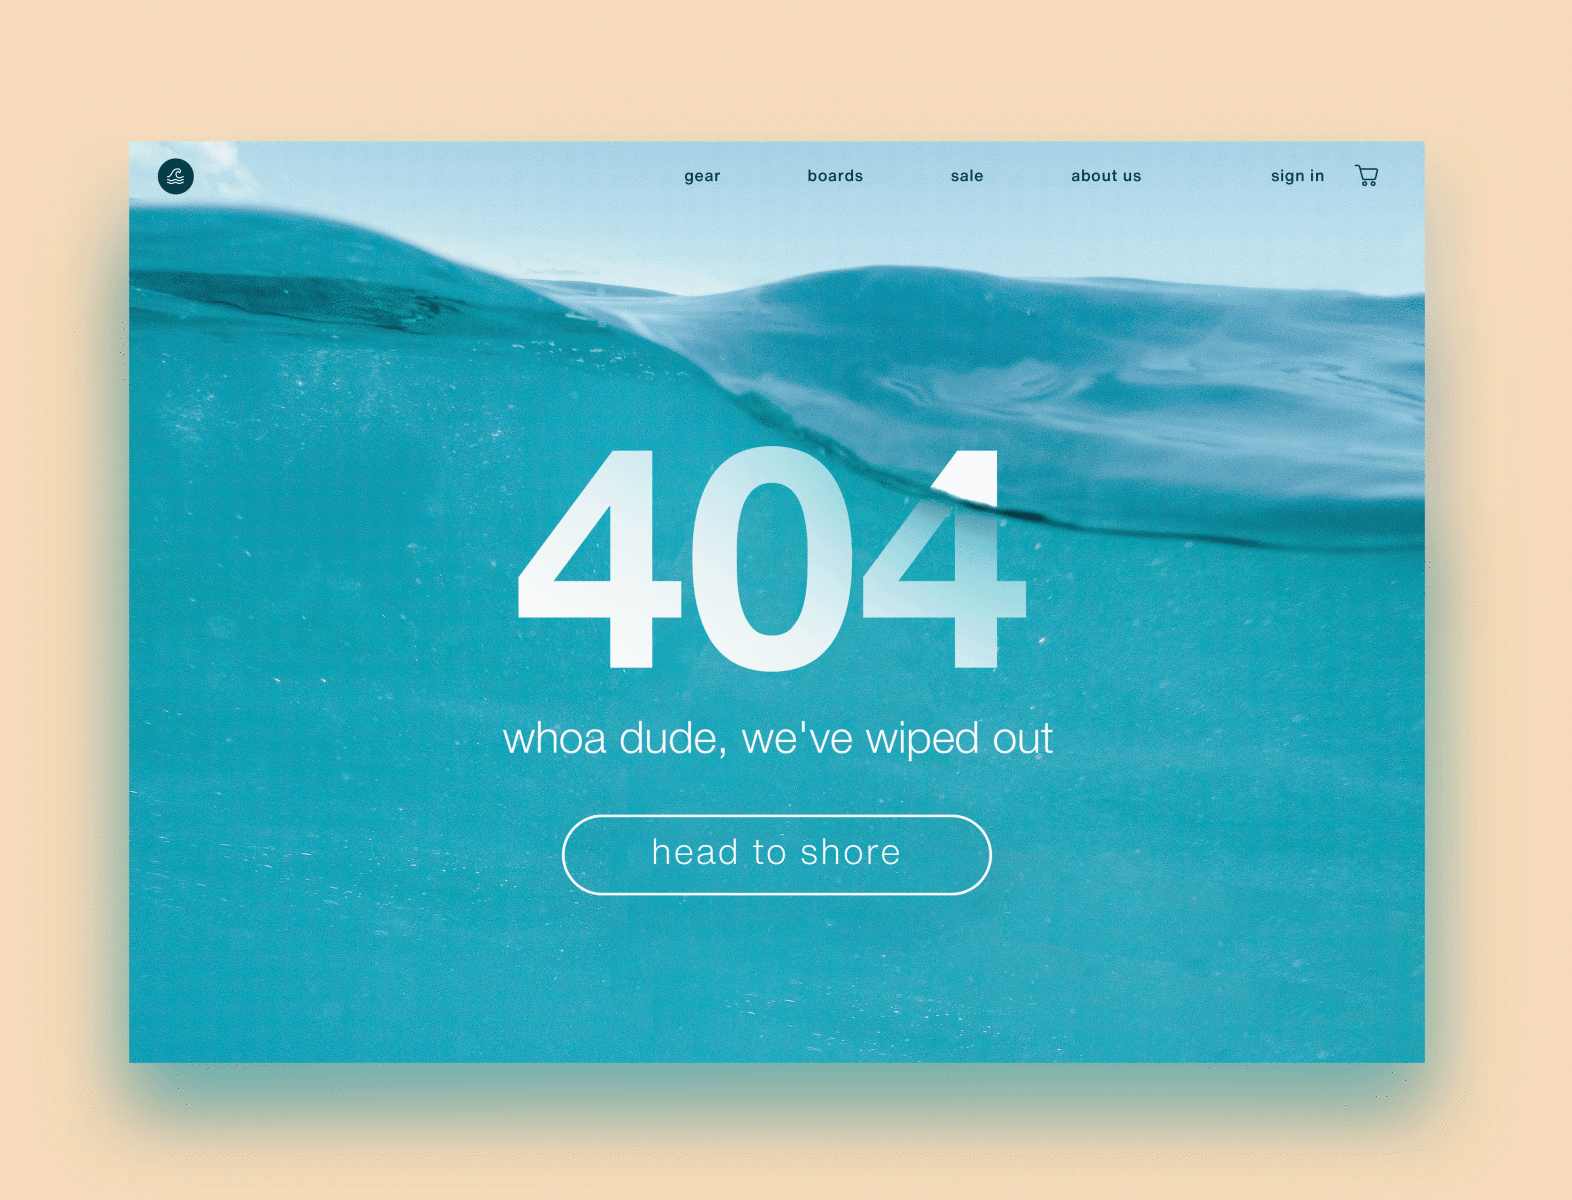 gear boards sale about us sign in
404
whoa dude, we've wiped out
head to shore